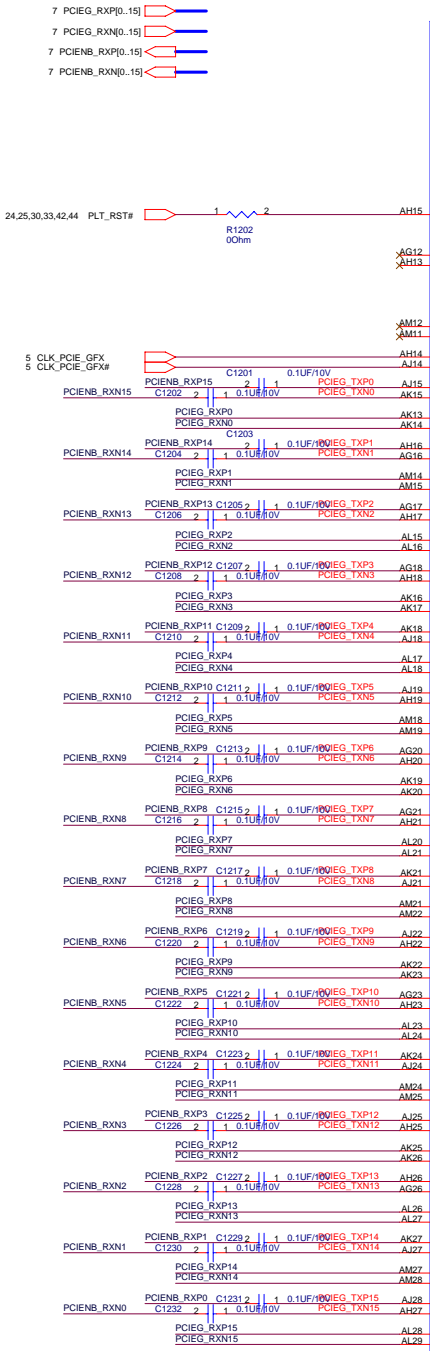 7 PCIEG_RXP[0..15]
7 PCIEG_RXN[0..15]
7 PCIENB_RXP[0..15]
7 PCIENB_RXN[0..15]
24,25,30,33,42,44 PLT_RST# 1 2 AH15
R1202
0Ohm
AG12
AH13
AM12
AM11
5 CLK_PCIE_GFX AH14
5 CLK_PCIE_GFX# AJ14
PCIENB_RXP15 C1201 2 1 0.1UF/10V PCIEG_TXP0 AJ15
PCIENB_RXN15 C1202 2 1 0.1UF/10V PCIEG_TXN0 AK15
PCIEG_RXP0 AK13
PCIEG_RXN0 AK14
PCIENB_RXP14 C1203 2 1 0.1UF/10V PCIEG_TXP1 AH16
PCIENB_RXN14 C1204 2 1 0.1UF/10V PCIEG_TXN1 AG16
PCIEG_RXP1 AM14
PCIEG_RXN1 AM15
PCIENB_RXP13 C1205 2 1 0.1UF/10V PCIEG_TXP2 AG17
PCIENB_RXN13 C1206 2 1 0.1UF/10V PCIEG_TXN2 AH17
PCIEG_RXP2 AL15
PCIEG_RXN2 AL16
PCIENB_RXP12 C1207 2 1 0.1UF/10V PCIEG_TXP3 AG18
PCIENB_RXN12 C1208 2 1 0.1UF/10V PCIEG_TXN3 AH18
PCIEG_RXP3 AK16
PCIEG_RXN3 AK17
PCIENB_RXP11 C1209 2 1 0.1UF/10V PCIEG_TXP4 AK18
PCIENB_RXN11 C1210 2 1 0.1UF/10V PCIEG_TXN4 AJ18
PCIEG_RXP4 AL17
PCIEG_RXN4 AL18
PCIENB_RXP10 C1211 2 1 0.1UF/10V PCIEG_TXP5 AJ19
PCIENB_RXN10 C1212 2 1 0.1UF/10V PCIEG_TXN5 AH19
PCIEG_RXP5 AM18
PCIEG_RXN5 AM19
PCIENB_RXP9 C1213 2 1 0.1UF/10V PCIEG_TXP6 AG20
PCIENB_RXN9 C1214 2 1 0.1UF/10V PCIEG_TXN6 AH20
PCIEG_RXP6 AK19
PCIEG_RXN6 AK20
PCIENB_RXP8 C1215 2 1 0.1UF/10V PCIEG_TXP7 AG21
PCIENB_RXN8 C1216 2 1 0.1UF/10V PCIEG_TXN7 AH21
PCIEG_RXP7 AL20
PCIEG_RXN7 AL21
PCIENB_RXP7 C1217 2 1 0.1UF/10V PCIEG_TXP8 AK21
PCIENB_RXN7 C1218 2 1 0.1UF/10V PCIEG_TXN8 AJ21
PCIEG_RXP8 AM21
PCIEG_RXN8 AM22
PCIENB_RXP6 C1219 2 1 0.1UF/10V PCIEG_TXP9 AJ22
PCIENB_RXN6 C1220 2 1 0.1UF/10V PCIEG_TXN9 AH22
PCIEG_RXP9 AK22
PCIEG_RXN9 AK23
PCIENB_RXP5 C1221 2 1 0.1UF/10V PCIEG_TXP10 AG23
PCIENB_RXN5 C1222 2 1 0.1UF/10V PCIEG_TXN10 AH23
PCIEG_RXP10 AL23
PCIEG_RXN10 AL24
PCIENB_RXP4 C1223 2 1 0.1UF/10V PCIEG_TXP11 AK24
PCIENB_RXN4 C1224 2 1 0.1UF/10V PCIEG_TXN11 AJ24
PCIEG_RXP11 AM24
PCIEG_RXN11 AM25
PCIENB_RXP3 C1225 2 1 0.1UF/10V PCIEG_TXP12 AJ25
PCIENB_RXN3 C1226 2 1 0.1UF/10V PCIEG_TXN12 AH25
PCIEG_RXP12 AK25
PCIEG_RXN12 AK26
PCIENB_RXP2 C1227 2 1 0.1UF/10V PCIEG_TXP13 AH26
PCIENB_RXN2 C1228 2 1 0.1UF/10V PCIEG_TXN13 AG26
PCIEG_RXP13 AL26
PCIEG_RXN13 AL27
PCIENB_RXP1 C1229 2 1 0.1UF/10V PCIEG_TXP14 AK27
PCIENB_RXN1 C1230 2 1 0.1UF/10V PCIEG_TXN14 AJ27
PCIEG_RXP14 AM27
PCIEG_RXN14 AM28
PCIENB_RXP0 C1231 2 1 0.1UF/10V PCIEG_TXP15 AJ28
PCIENB_RXN0 C1232 2 1 0.1UF/10V PCIEG_TXN15 AH27
PCIEG_RXP15 AL28
PCIEG_RXN15 AL29